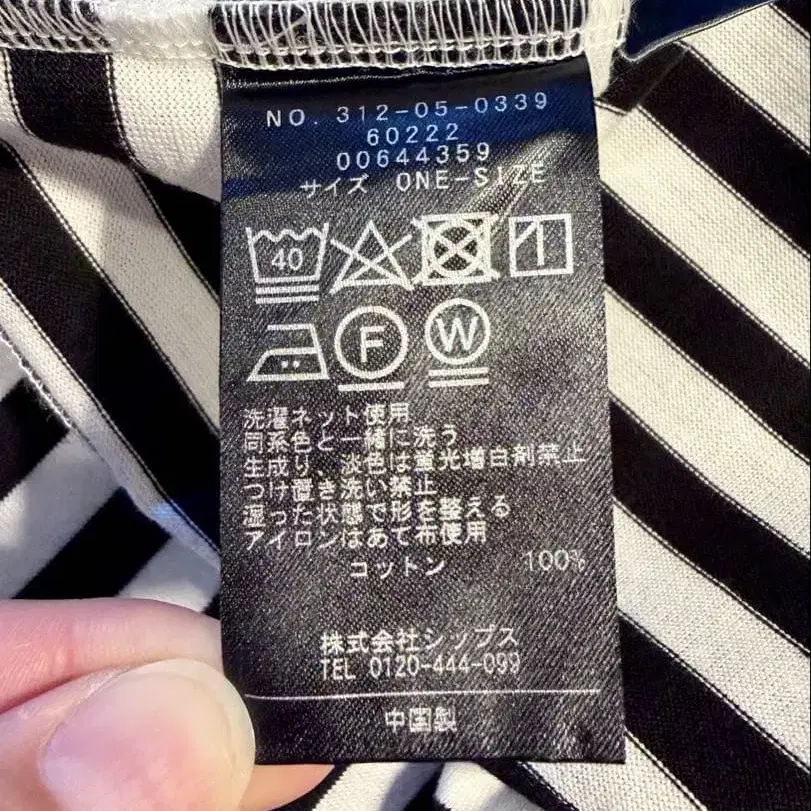 NO. 312-05-0339
60222
00644359
サイズ ONE-SIZE
40
F W
洗濯ネット使用
同系色と一緒に洗う
生成り、淡色は蛍光増白剤禁止
つけ置き洗い禁止
湿った状態で形を整える
アイロンはあて布使用
コットン 100%
株式会社シップス
TEL 0120-444-099
中国製